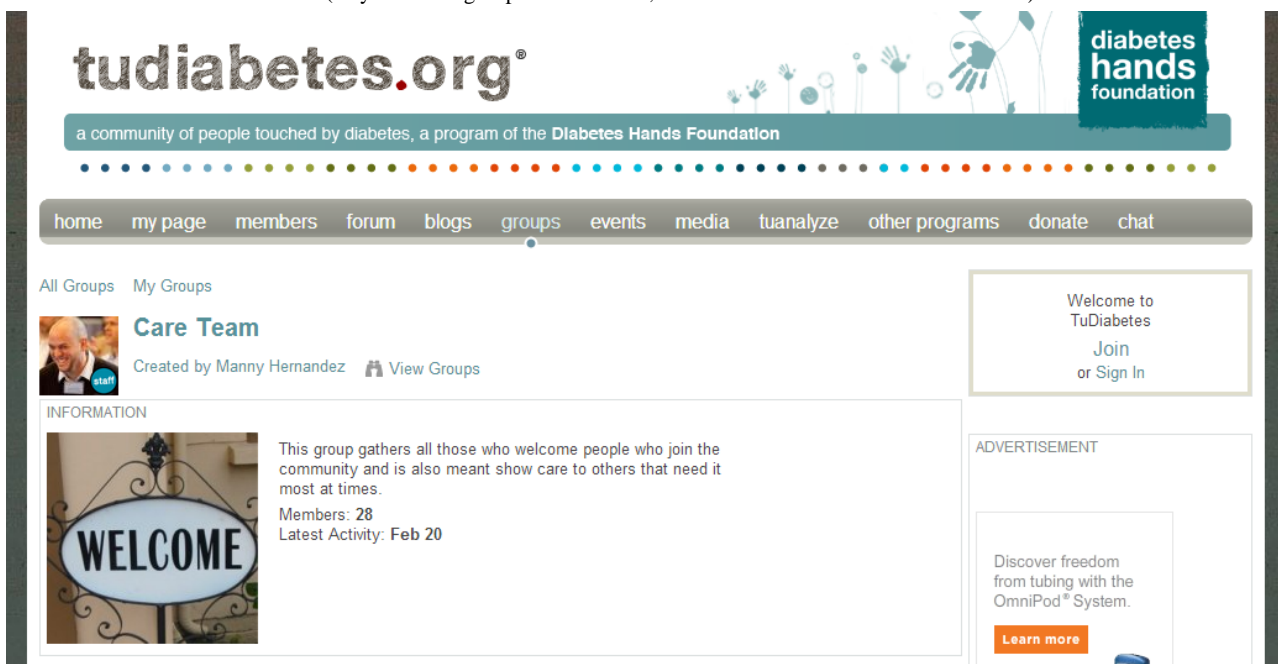 tudiabetes.org®
diabetes
hands
foundation
a community of people touched by diabetes, a program of the Diabetes Hands Foundation
home my page members forum blogs groups events media tuanalyze other programs donate chat
All Groups My Groups
Care Team
Created by Manny Hernandez View Groups
staff
INFORMATION
WELCOME
This group gathers all those who welcome people who join the
community and is also meant show care to others that need it
most at times.
Members: 28
Latest Activity: Feb 20
Welcome to
TuDiabetes
Join
or Sign In
ADVERTISEMENT
Discover freedom
from tubing with the
OmniPod® System.
Learn more